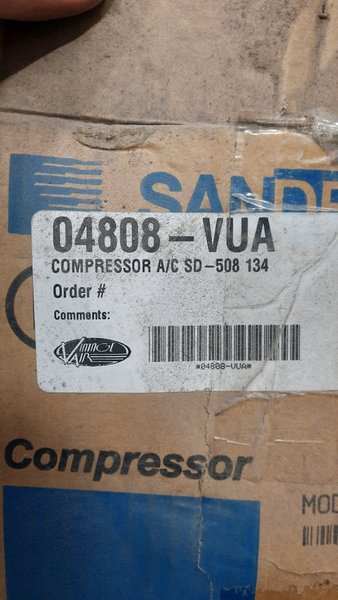 SANDE
04808-VUA
COMPRESSOR A/C SD-508 134
Order #
Comments:
VINTAGE AIR
*04808-VUA*
Compressor
MOD